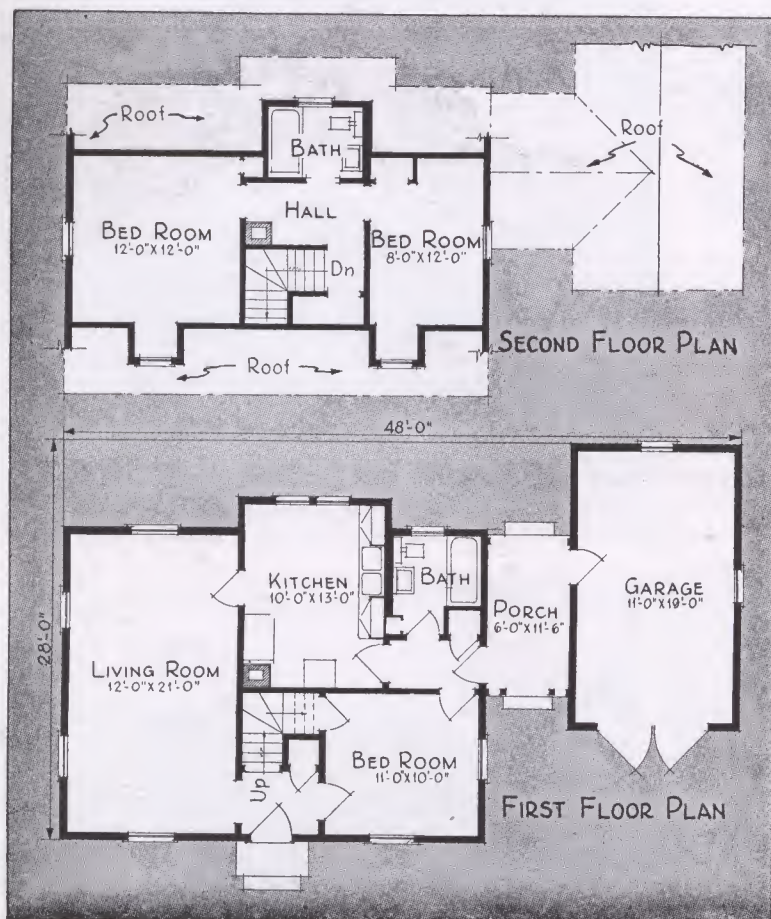 Roof
BATH
Roof
HALL
BED ROOM
12'-0"X12'-0"
BED ROOM
8'-0"X12'-0"
Dn
Roof
SECOND FLOOR PLAN
48'-0"
28'-0"
KITCHEN
10'-0"X13'-0"
BATH
PORCH
6'-0"X11'-6"
GARAGE
11'-0"X19'-0"
LIVING ROOM
12'-0"X21'-0"
Up
BED ROOM
11'-0"X10'-0"
FIRST FLOOR PLAN